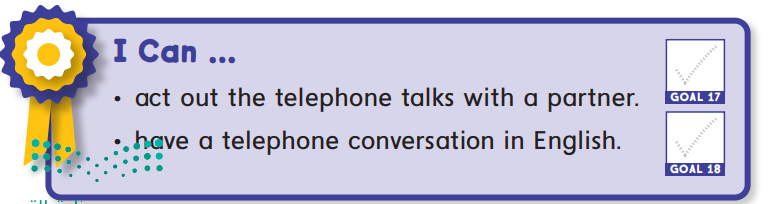 I Can ...
• act out the telephone talks with a partner.
GOAL 17
• have a telephone conversation in English.
GOAL 18